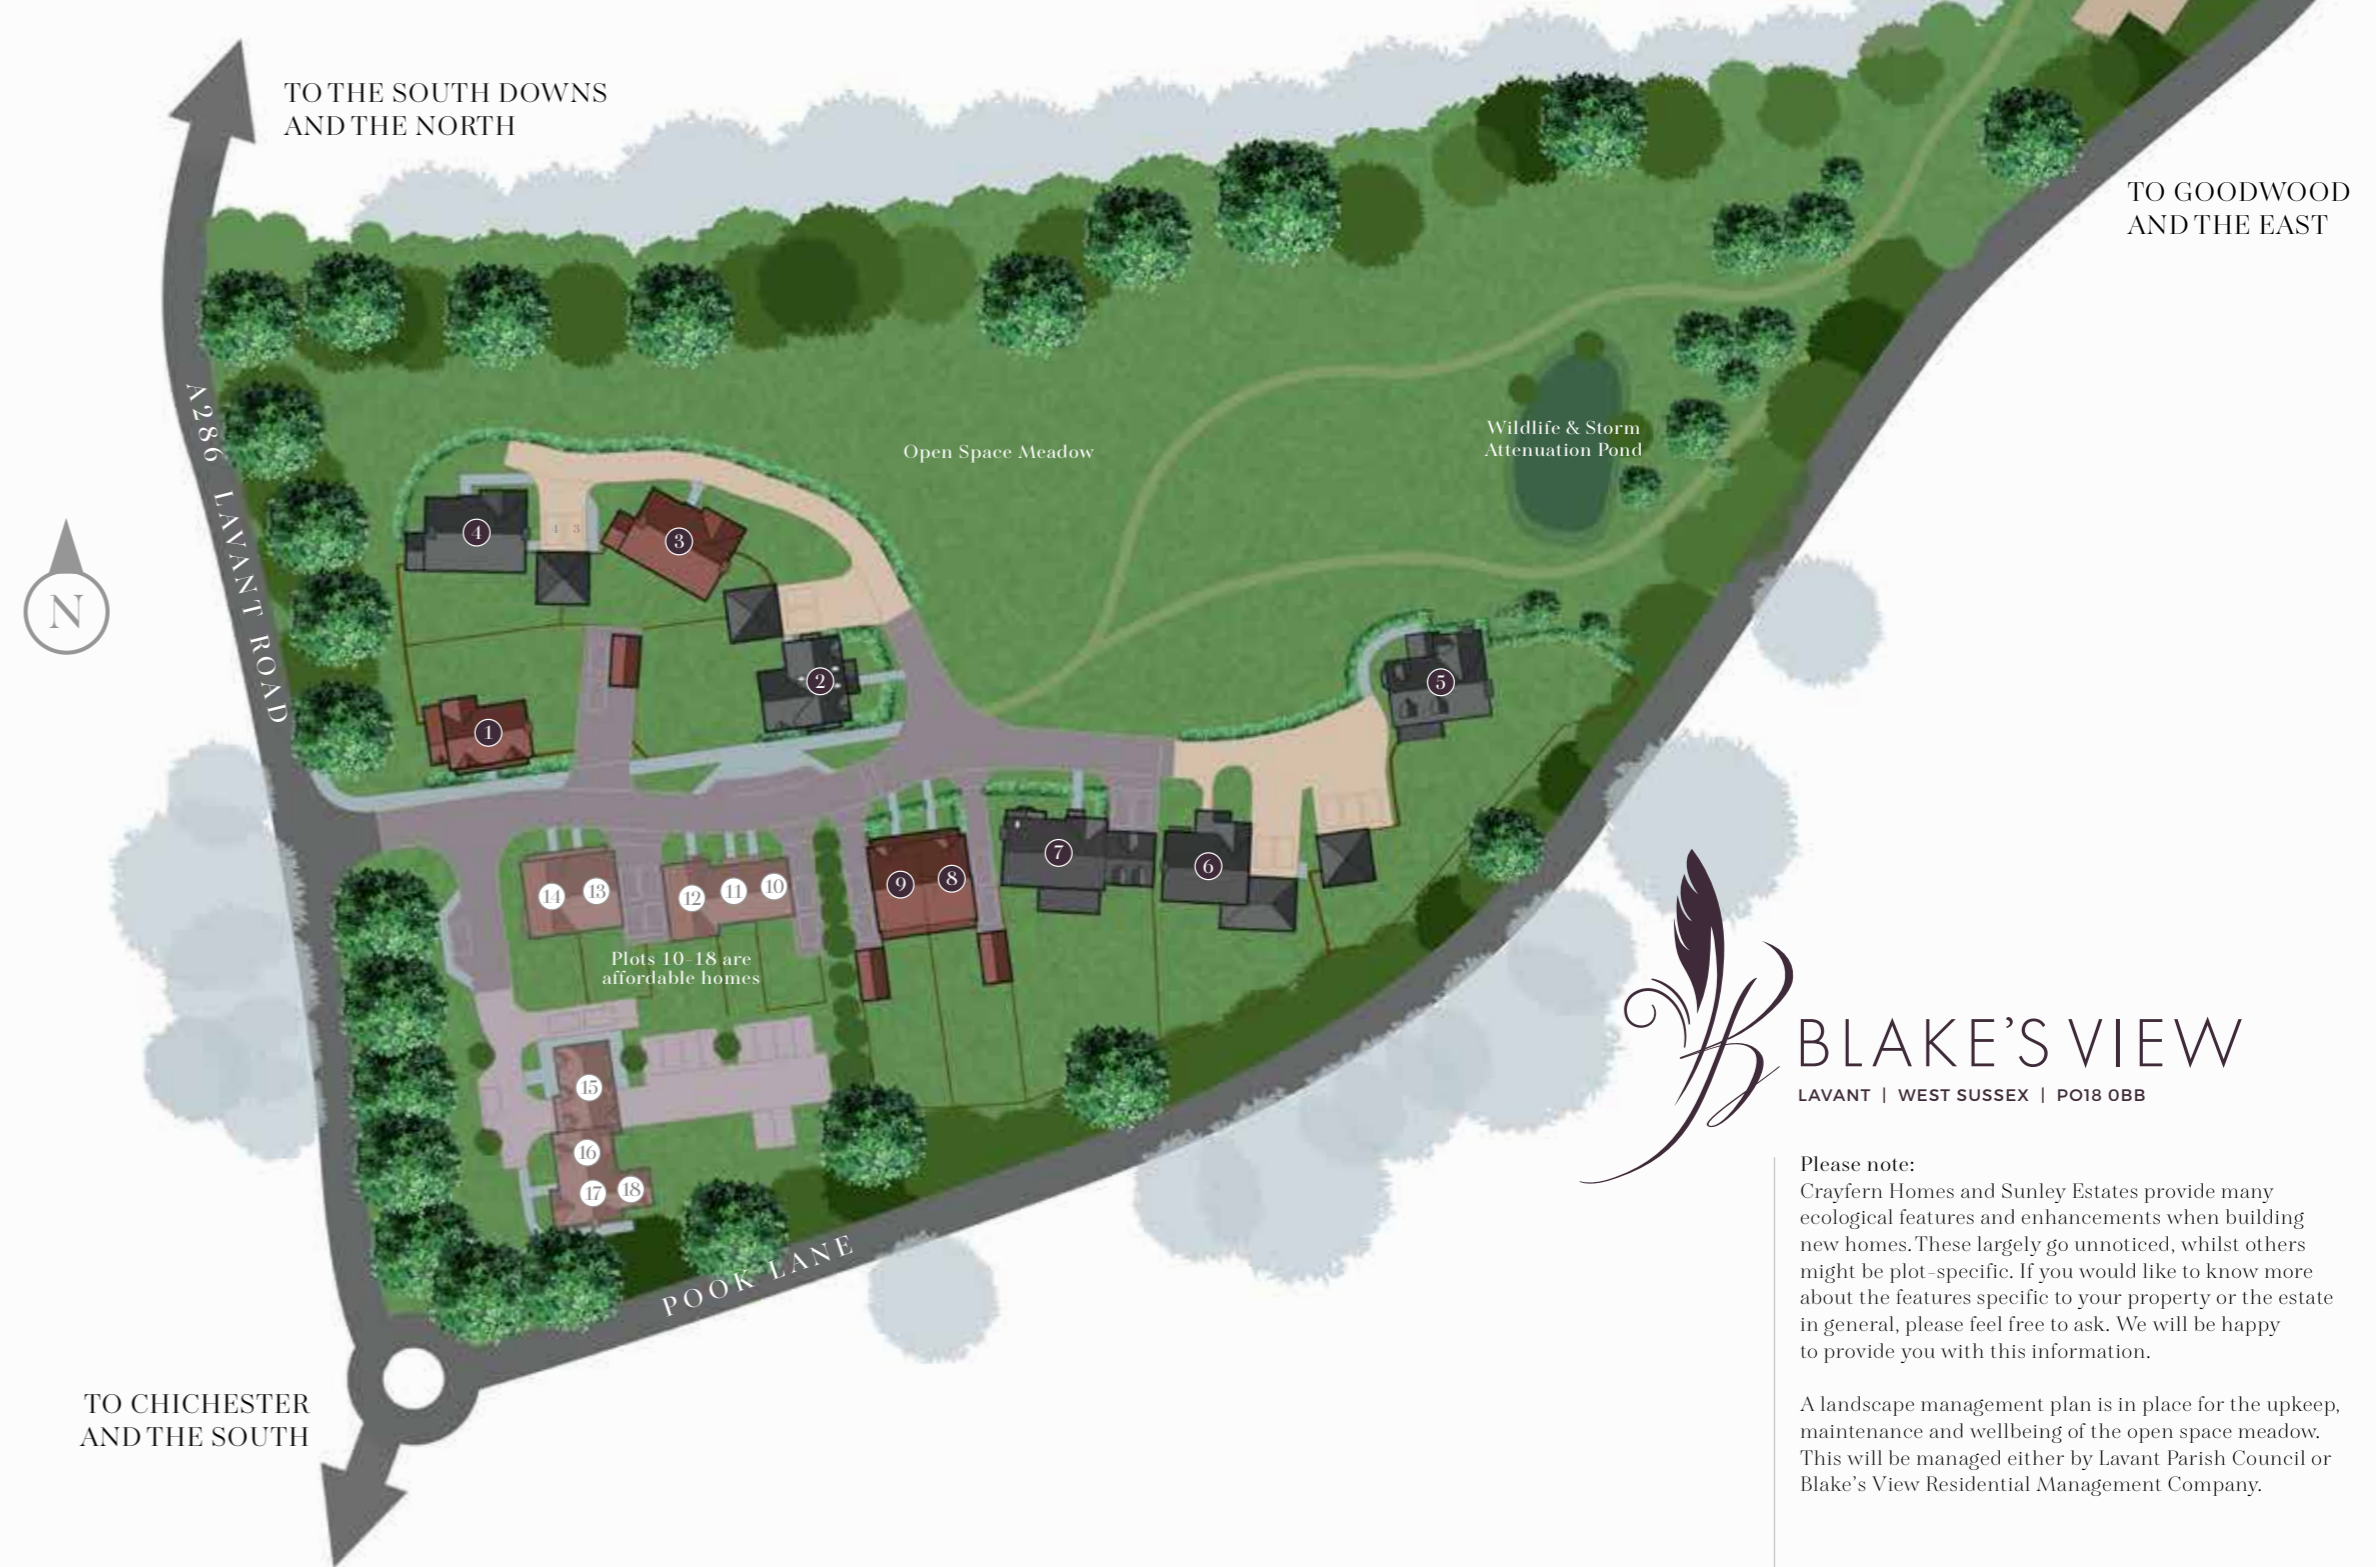 TO THE SOUTH DOWNS
AND THE NORTH
TO GOODWOOD
AND THE EAST
A286 LAVANT ROAD
N
Open Space Meadow
Wildlife & Storm
Attenuation Pond
4
4 3
3
2
5
1
7
6
9
8
14
13
12
11
10
Plots 10-18 are
affordable homes
15
16
17
18
POOK LANE
TO CHICHESTER
AND THE SOUTH
BLAKE'S VIEW
LAVANT | WEST SUSSEX | PO18 0BB
Please note:
Crayfern Homes and Sunley Estates provide many
ecological features and enhancements when building
new homes. These largely go unnoticed, whilst others
might be plot-specific. If you would like to know more
about the features specific to your property or the estate
in general, please feel free to ask. We will be happy
to provide you with this information.
A landscape management plan is in place for the upkeep,
maintenance and wellbeing of the open space meadow.
This will be managed either by Lavant Parish Council or
Blake's View Residential Management Company.